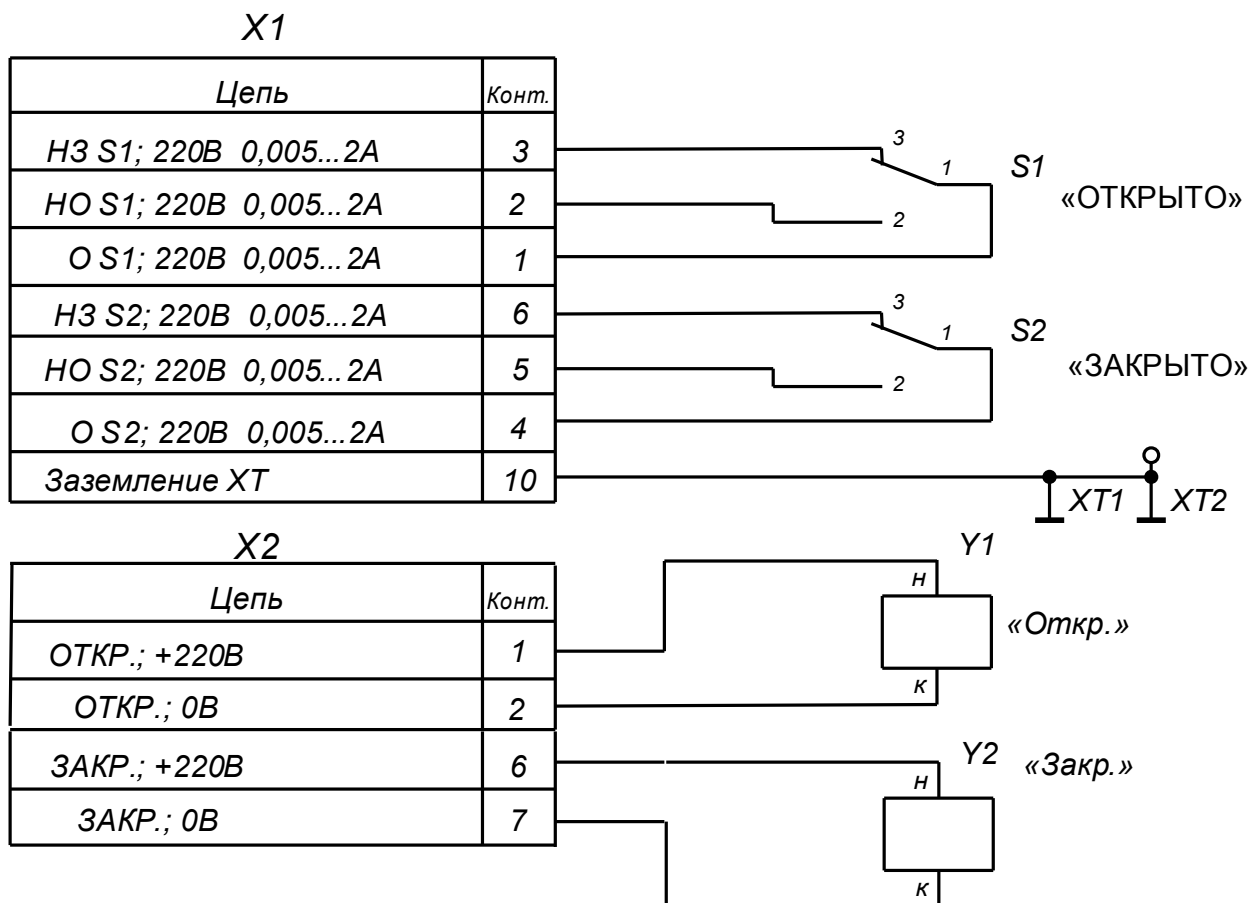 X1
Цепь Конт.
НЗ S1; 220В 0,005...2А 3
НО S1; 220В 0,005...2А 2
О S1; 220В 0,005...2А 1
НЗ S2; 220В 0,005...2А 6
НО S2; 220В 0,005...2А 5
О S2; 220В 0,005...2А 4
Заземление ХТ 10
3
1
2
S1
«ОТКРЫТО»
3
1
2
S2
«ЗАКРЫТО»
XT1 XT2
X2
Цепь Конт.
ОТКР.; +220В 1
ОТКР.; 0В 2
ЗАКР.; +220В 6
ЗАКР.; 0В 7
Y1
н
«Откр.»
к
Y2 «Закр.»
н
к